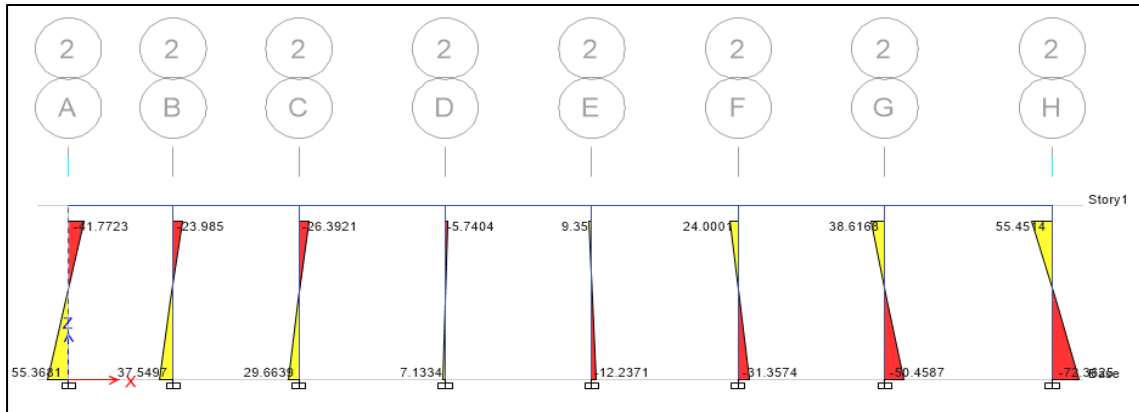 2 2 2 2 2 2 2 2
A B C D E F G H
Story1
-41.7723 -23.985 -26.3921 -5.7404 9.35 24.0001 38.6168 55.4514
Z
55.3681 X 37.5497 29.6639 7.1334 -12.2371 -31.3574 -50.4587 Base